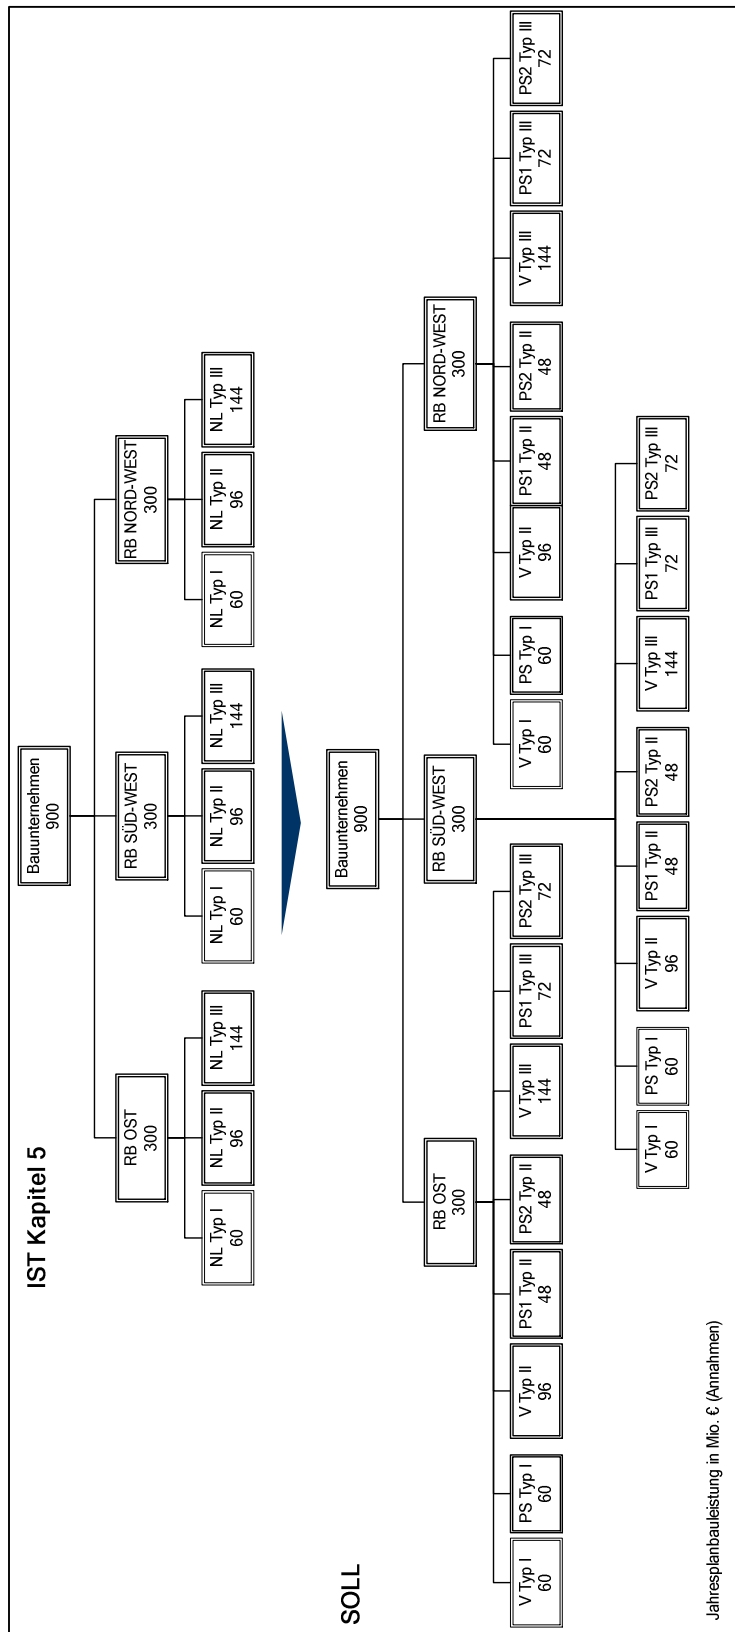 IST Kapitel 5
Bauunternehmen
900
RB OST
300
RB SÜD-WEST
300
RB NORD-WEST
300
NL Typ I
60
NL Typ II
96
NL Typ III
144
NL Typ I
60
NL Typ II
96
NL Typ III
144
NL Typ I
60
NL Typ II
96
NL Typ III
144
SOLL
Bauunternehmen
900
RB OST
300
RB SÜD-WEST
300
RB NORD-WEST
300
V Typ I
60
PS Typ I
60
V Typ II
96
PS1 Typ II
48
PS2 Typ II
48
V Typ III
144
PS1 Typ III
72
PS2 Typ III
72
V Typ I
60
PS Typ I
60
V Typ II
96
PS1 Typ II
48
PS2 Typ II
48
V Typ III
144
PS1 Typ III
72
PS2 Typ III
72
V Typ I
60
PS Typ I
60
V Typ II
96
PS1 Typ II
48
PS2 Typ II
48
V Typ III
144
PS1 Typ III
72
PS2 Typ III
72
Jahresplanbauleistung in Mio. € (Annahmen)